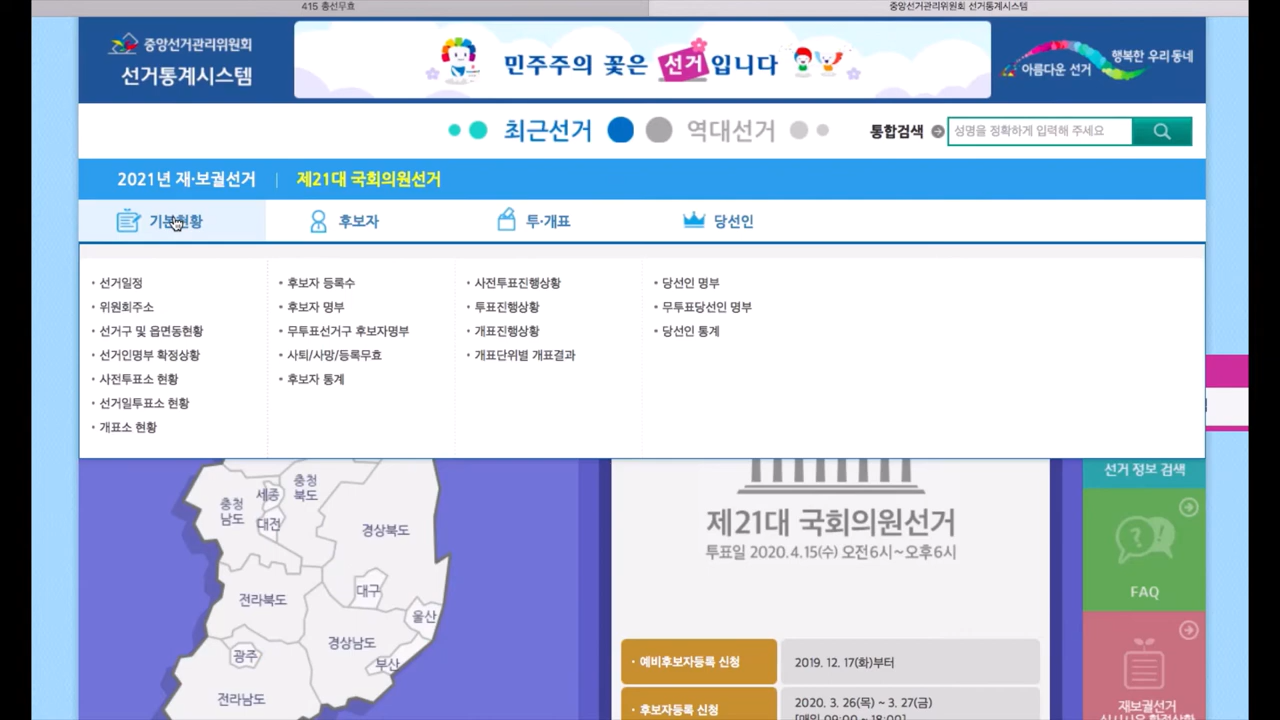 415 총선무효
중앙선거관리위원회 선거통계시스템
중앙선거관리위원회
선거통계시스템
민주주의 꽃은 선거입니다
아름다운 선거
행복한 우리동네
최근선거
역대선거
통합검색
성명을 정확하게 입력해 주세요
2021년 재·보궐선거
제21대 국회의원선거
기본현황
후보자
투·개표
당선인
· 선거일정
· 위원회주소
· 선거구 및 읍면동현황
· 선거인명부 확정상황
· 사전투표소 현황
· 선거일투표소 현황
· 개표소 현황
· 후보자 등록수
· 후보자 명부
· 무투표선거구 후보자명부
· 사퇴/사망/등록무효
· 후보자 통계
· 사전투표진행상황
· 투표진행상황
· 개표진행상황
· 개표단위별 개표결과
· 당선인 명부
· 무투표당선인 명부
· 당선인 통계
충청
북도
세종
충청
남도
대전
경상북도
대구
전라북도
울산
경상남도
광주
부산
전라남도
제21대 국회의원선거
투표일 2020.4.15(수) 오전6시~오후6시
· 예비후보자등록 신청
2019. 12. 17(화)부터
· 후보자등록 신청
2020. 3. 26(목) ~ 3. 27(금)
[매일 09:00 ~ 18:00]
선거 정보 검색
FAQ
재보궐선거